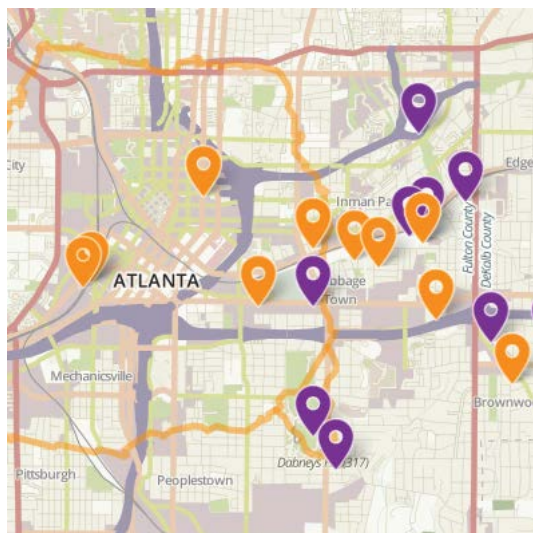 City
Edge
Inman Pa
Fulton County
DeKalb County
ATLANTA
bbage
Town
Mechanicsville
Brownwo
Dabneys
317)
Pittsburgh
Peoplestown